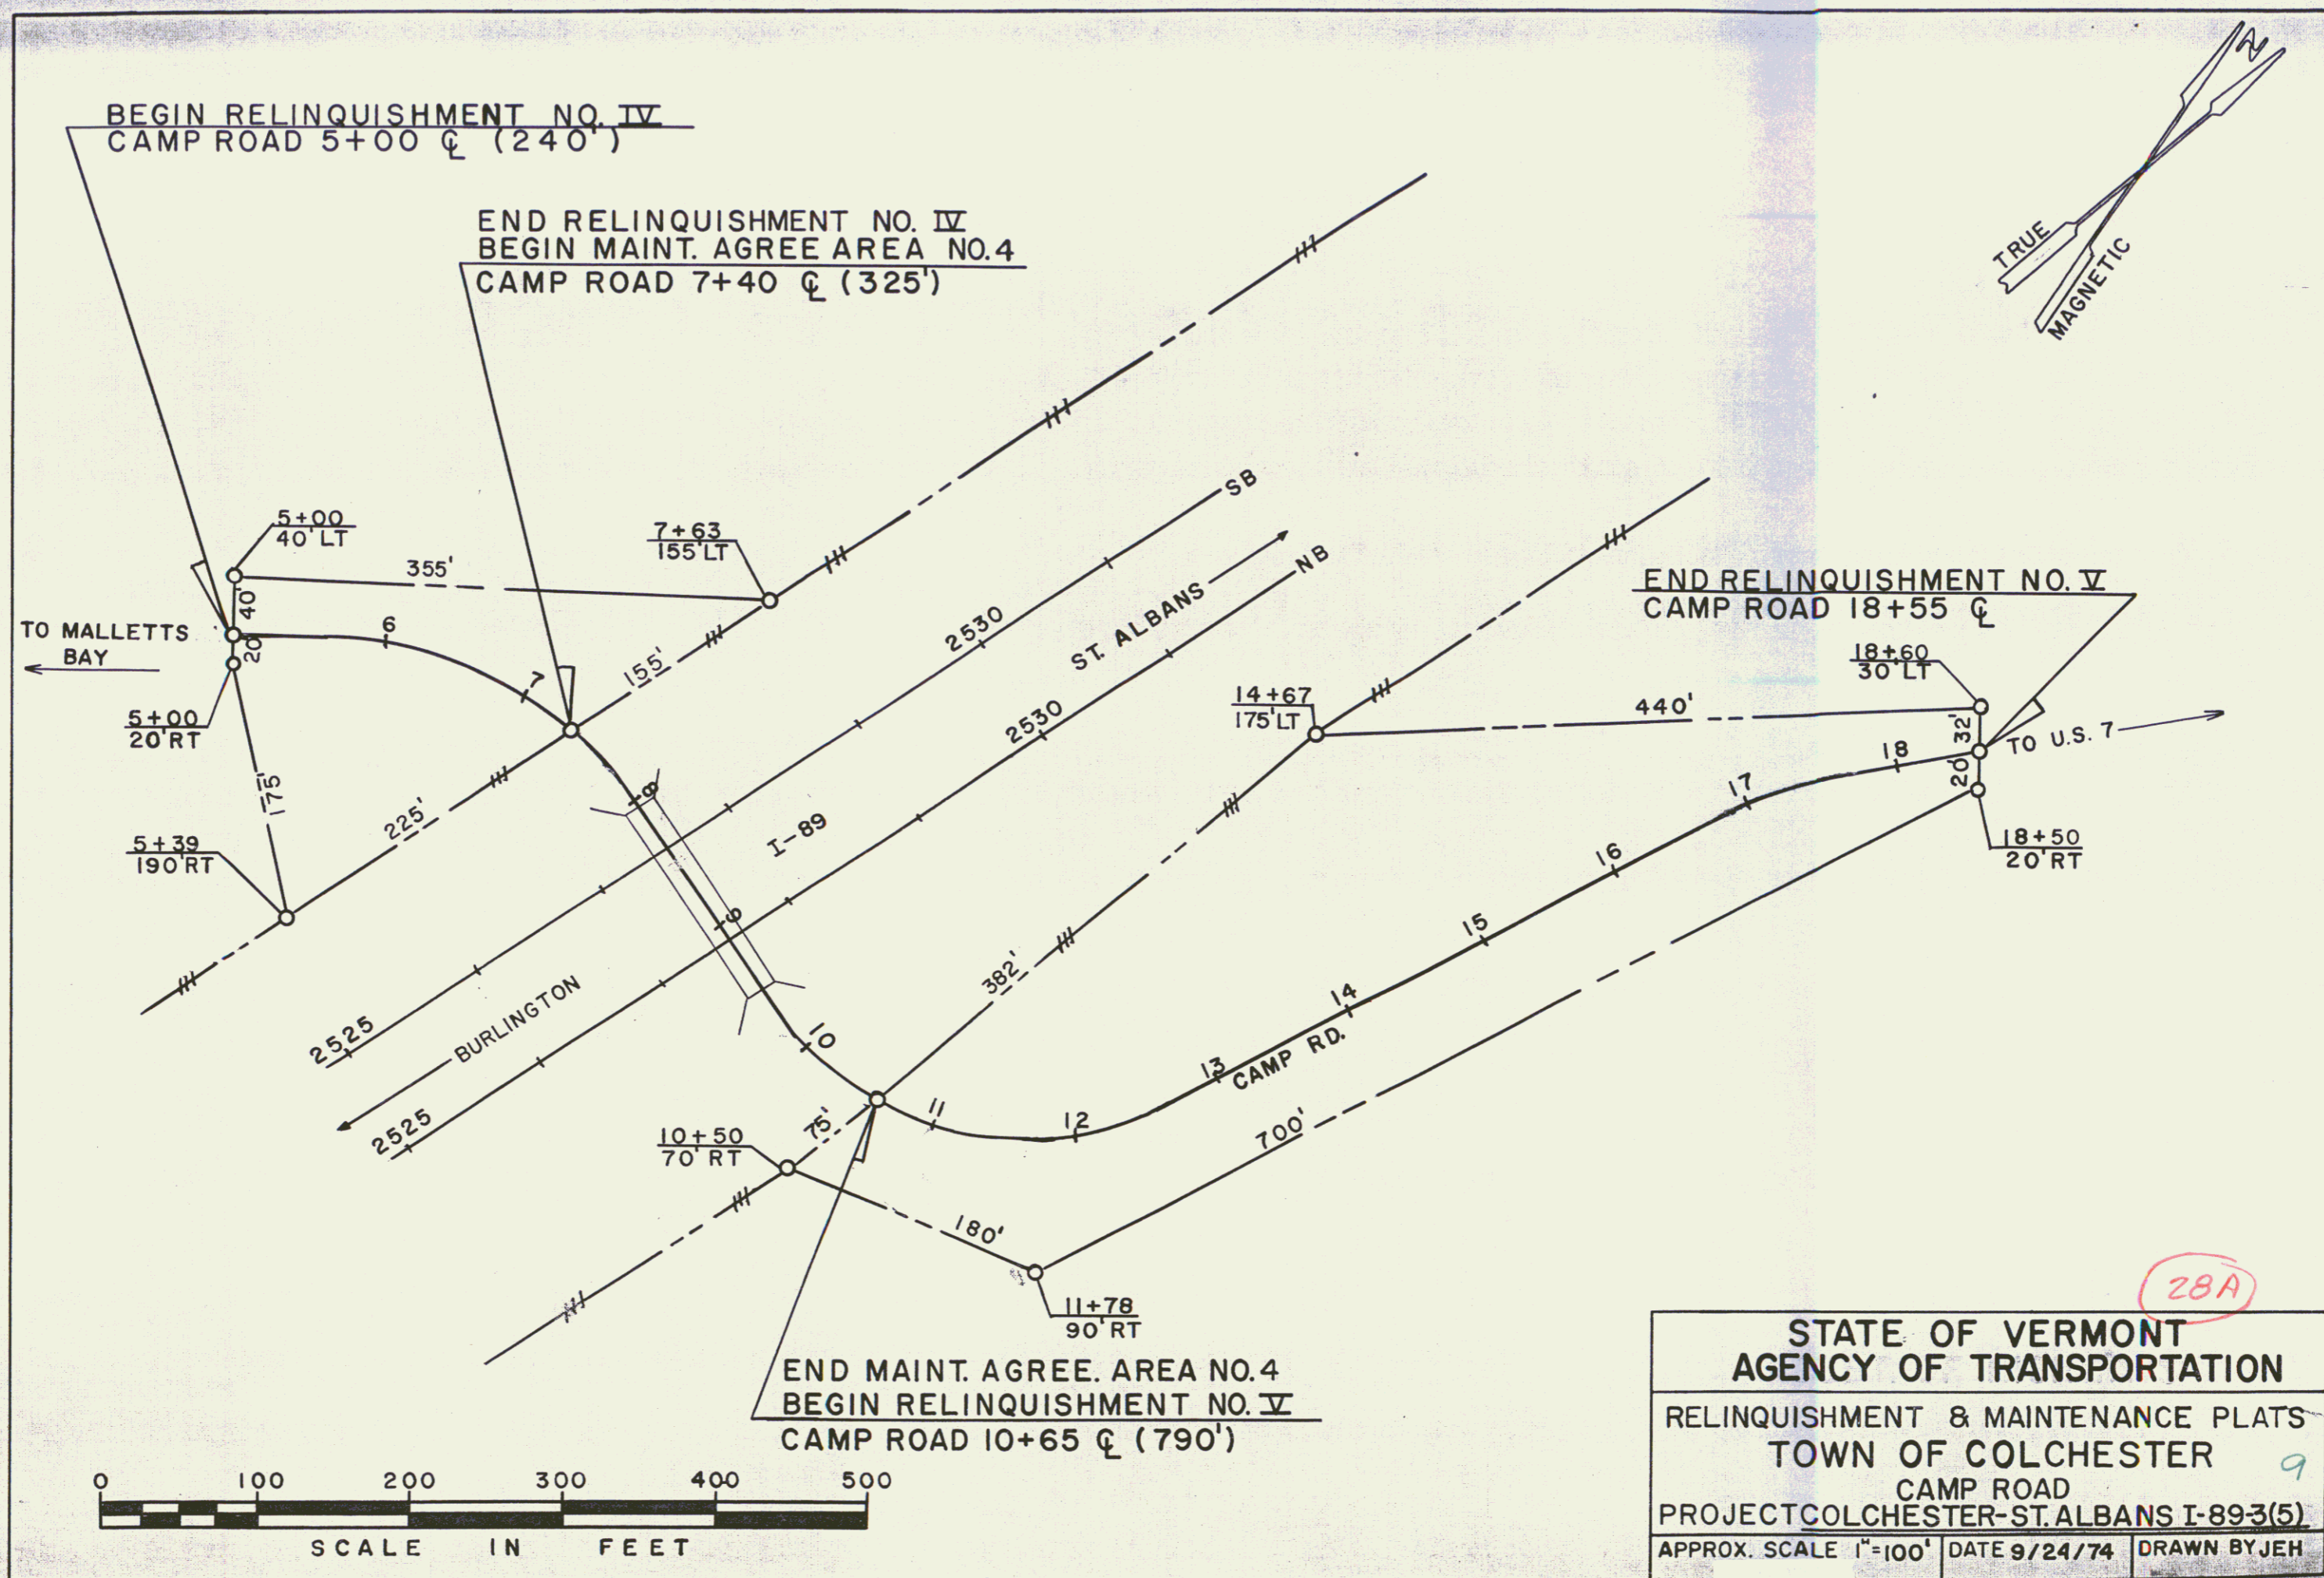 BEGIN RELINQUISHMENT NO. IV
CAMP ROAD 5+00 ℄ (240')
END RELINQUISHMENT NO. IV
BEGIN MAINT. AGREE AREA NO.4
CAMP ROAD 7+40 ℄ (325')
N
TRUE
MAGNETIC
5+00
40' LT
355'
7+63
155' LT
SB
NB
ST. ALBANS
2530
2530
TO MALLETTS
BAY
40'
20'
6
7
155'
5+00
20' RT
175'
225'
5+39
190' RT
8
9
I-89
2525
BURLINGTON
2525
10
14+67
175' LT
440'
END RELINQUISHMENT NO. V
CAMP ROAD 18+55 ℄
18+60
30' LT
32'
20'
TO U.S. 7
18
17
18+50
20' RT
16
15
14
13
CAMP RD.
382'
12
11
75'
10+50
70' RT
180'
700'
11+78
90' RT
END MAINT. AGREE. AREA NO.4
BEGIN RELINQUISHMENT NO. V
CAMP ROAD 10+65 ℄ (790')
0 100 200 300 400 500
SCALE IN FEET
28A
STATE OF VERMONT
AGENCY OF TRANSPORTATION
RELINQUISHMENT & MAINTENANCE PLATS
TOWN OF COLCHESTER
9
CAMP ROAD
PROJECT COLCHESTER-ST. ALBANS I-89-3(5)
APPROX. SCALE 1"=100' DATE 9/24/74 DRAWN BY JEH